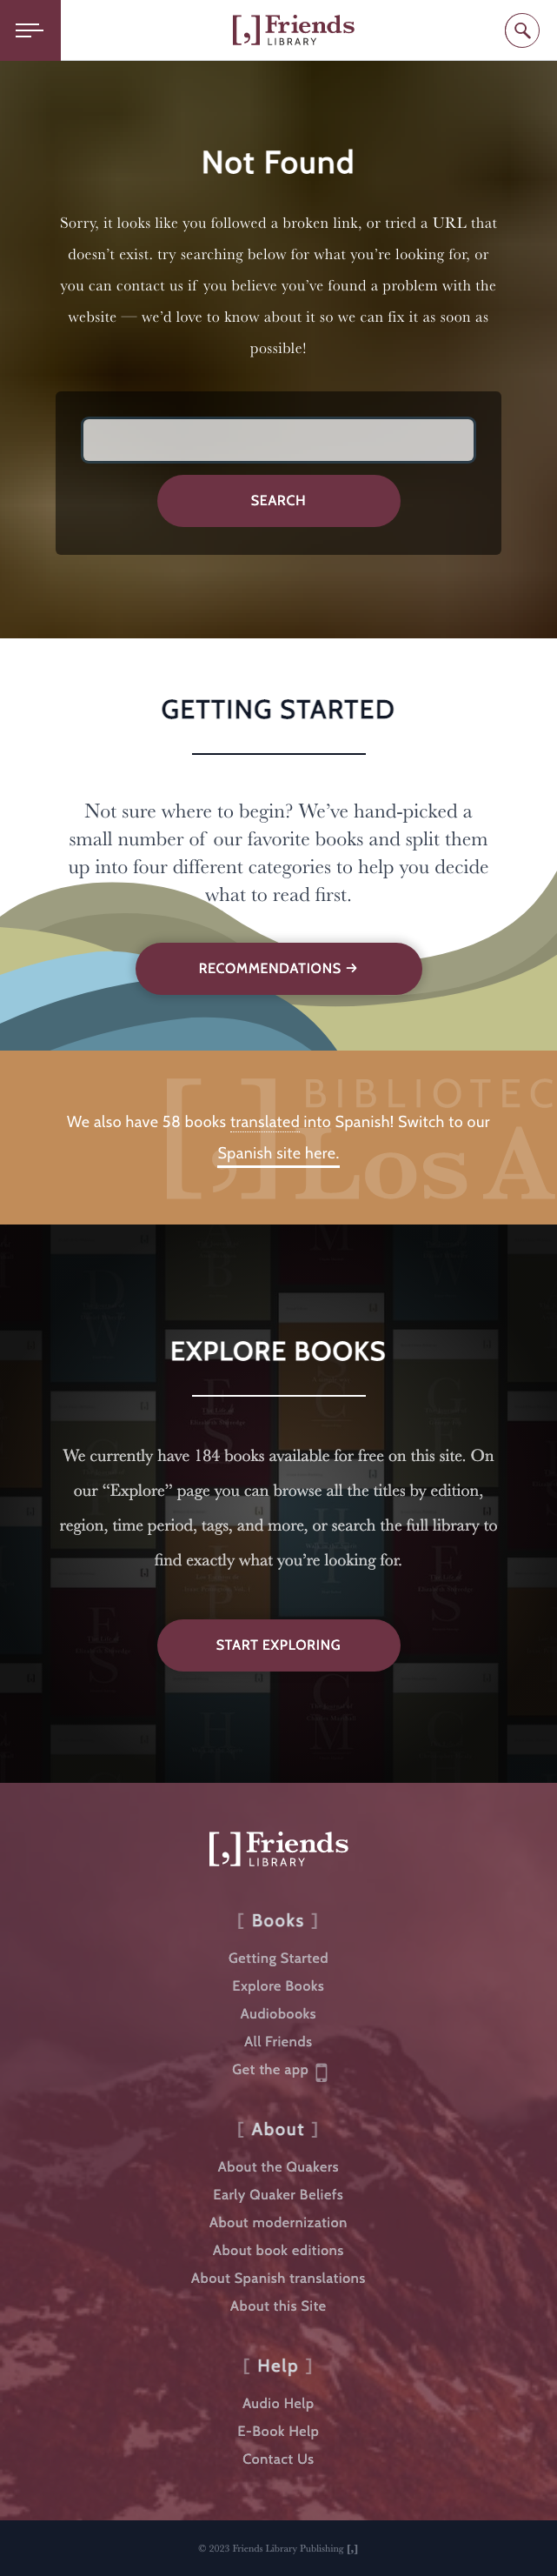 [,] Friends
LIBRARY
Not Found
Sorry, it looks like you followed a broken link, or tried a URL that
doesn’t exist. try searching below for what you’re looking for, or
you can contact us if you believe you’ve found a problem with the
website — we’d love to know about it so we can fix it as soon as
possible!
SEARCH
GETTING STARTED
Not sure where to begin? We’ve hand-picked a
small number of our favorite books and split them
up into four different categories to help you decide
what to read first.
RECOMMENDATIONS →
[,] BIBLIOTEC
Los A
We also have 58 books translated into Spanish! Switch to our
Spanish site here.
EXPLORE BOOKS
We currently have 184 books available for free on this site. On
our “Explore” page you can browse all the titles by edition,
region, time period, tags, and more, or search the full library to
find exactly what you’re looking for.
START EXPLORING
[,] Friends
LIBRARY
[ Books ]
Getting Started
Explore Books
Audiobooks
All Friends
Get the app
[ About ]
About the Quakers
Early Quaker Beliefs
About modernization
About book editions
About Spanish translations
About this Site
[ Help ]
Audio Help
E-Book Help
Contact Us
© 2023 Friends Library Publishing [,]